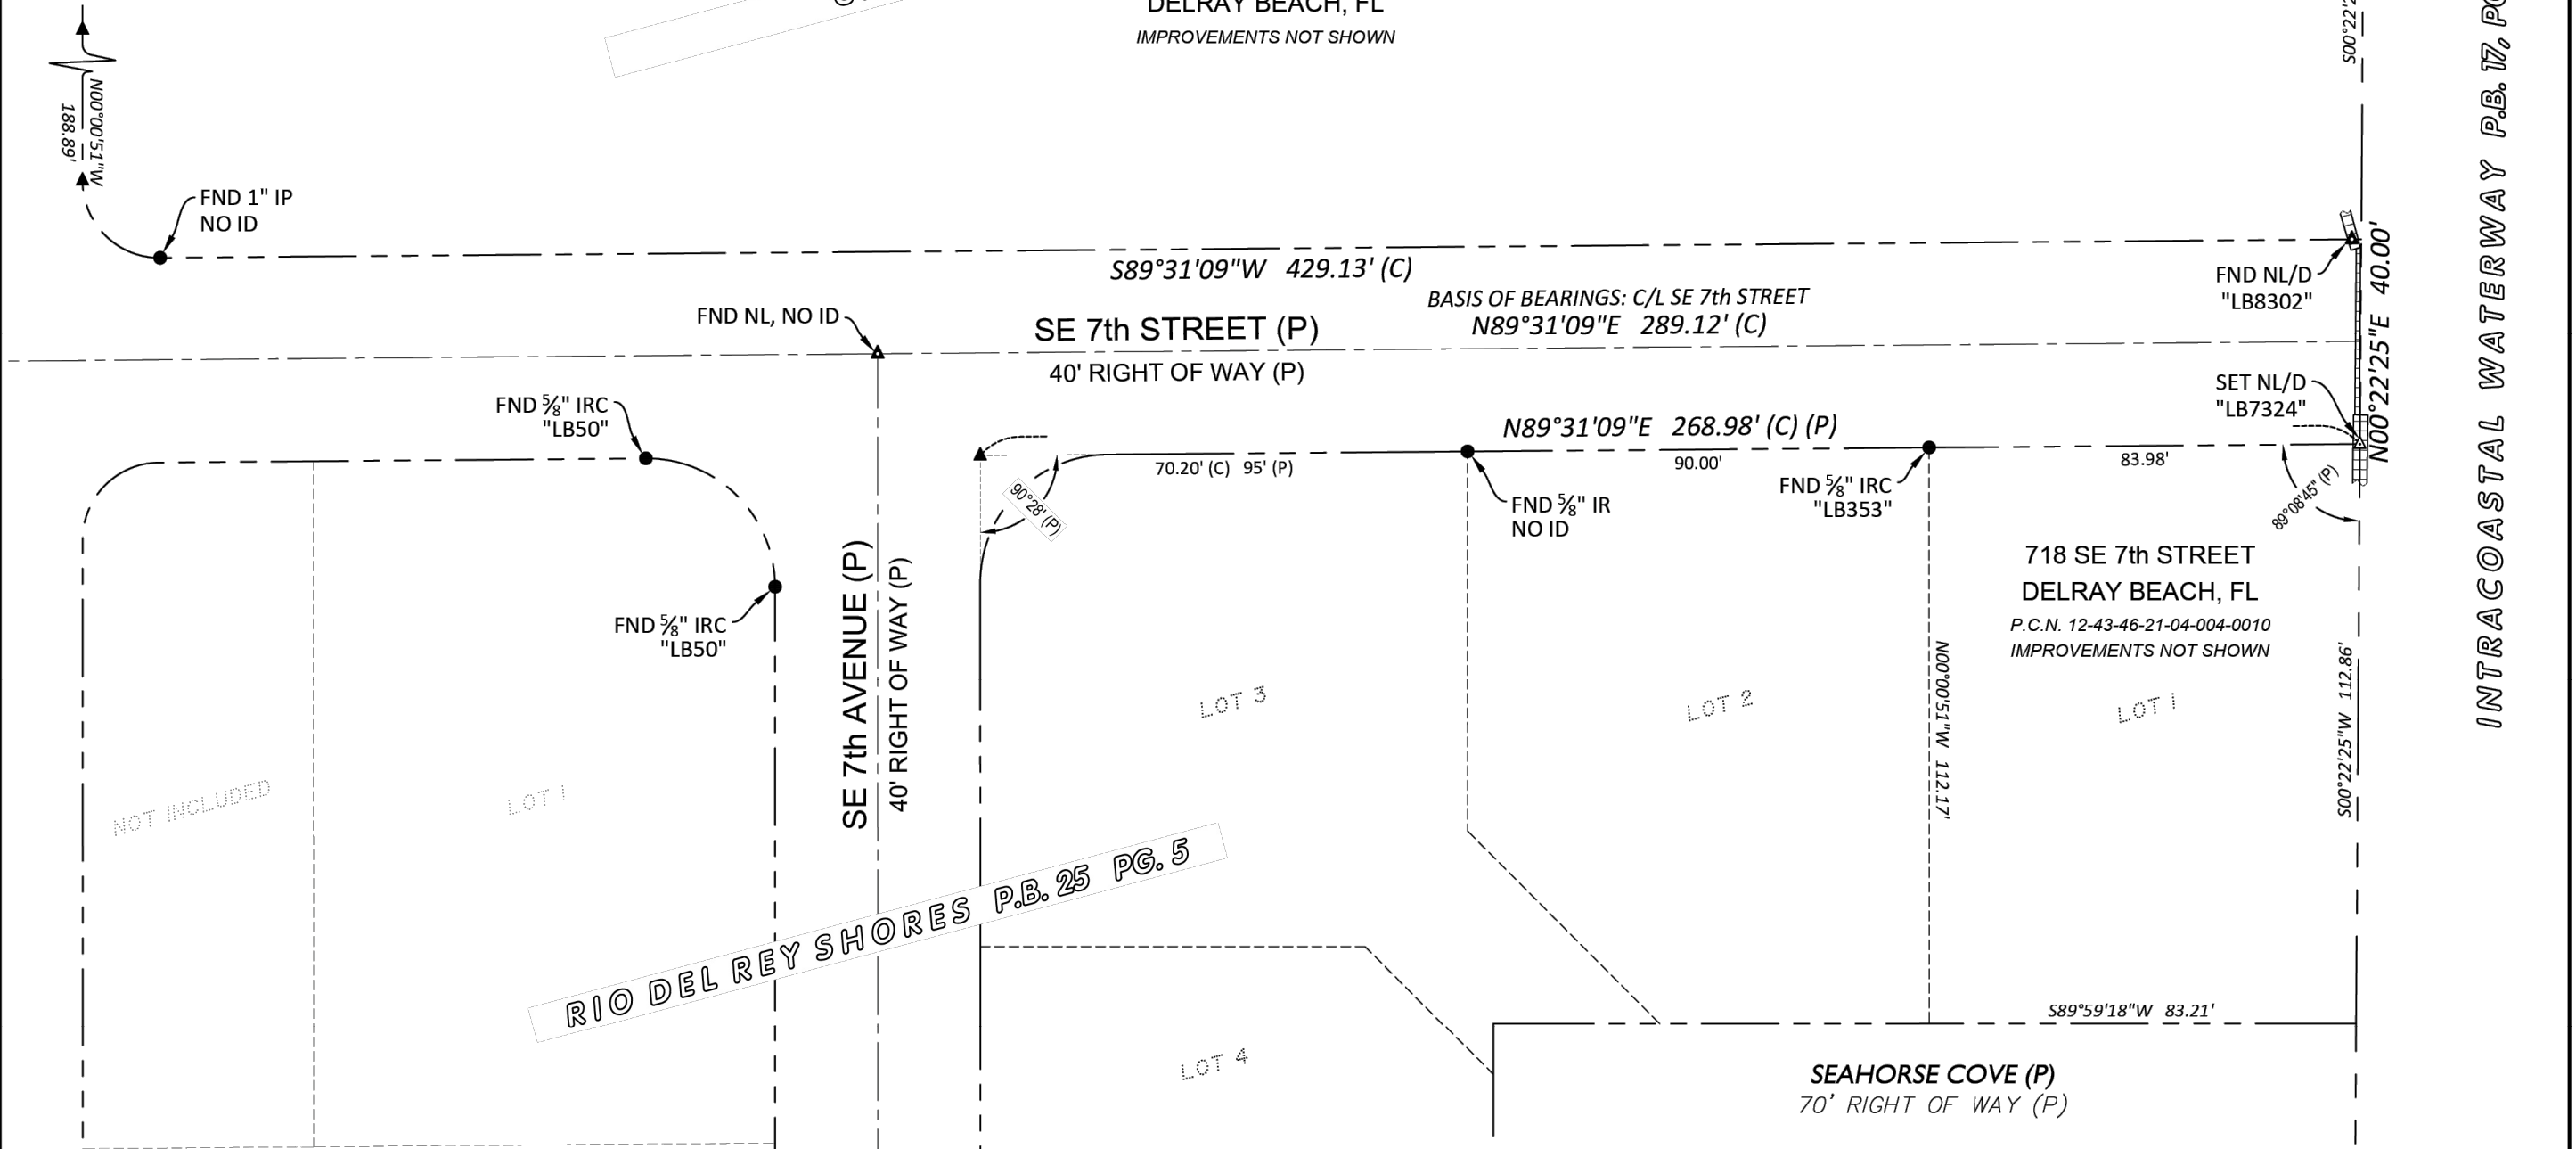 DELRAY BEACH, FL
IMPROVEMENTS NOT SHOWN
S00°22'2
INTRACOASTAL WATERWAY P.B. 17, PG
N00°00'51"W
188.89'
FND 1" IP
NO ID
S89°31'09"W 429.13' (C)
FND NL/D
"LB8302"
N00°22'25"E 40.00'
BASIS OF BEARINGS: C/L SE 7th STREET
N89°31'09"E 289.12' (C)
FND NL, NO ID
SE 7th STREET (P)
40' RIGHT OF WAY (P)
SET NL/D
"LB7324"
FND 5⁄8" IRC
"LB50"
N89°31'09"E 268.98' (C) (P)
70.20' (C) 95' (P)
90.00'
83.98'
90°28' (P)
FND 5⁄8" IR
NO ID
FND 5⁄8" IRC
"LB353"
89°08'45" (P)
718 SE 7th STREET
DELRAY BEACH, FL
P.C.N. 12-43-46-21-04-004-0010
IMPROVEMENTS NOT SHOWN
FND 5⁄8" IRC
"LB50"
SE 7th AVENUE (P)
40' RIGHT OF WAY (P)
LOT 3
LOT 2
LOT 1
N00°00'51"W 112.17'
S00°22'25"W 112.86'
NOT INCLUDED
LOT 1
RIO DEL REY SHORES P.B. 25 PG. 5
LOT 4
S89°59'18"W 83.21'
SEAHORSE COVE (P)
70' RIGHT OF WAY (P)